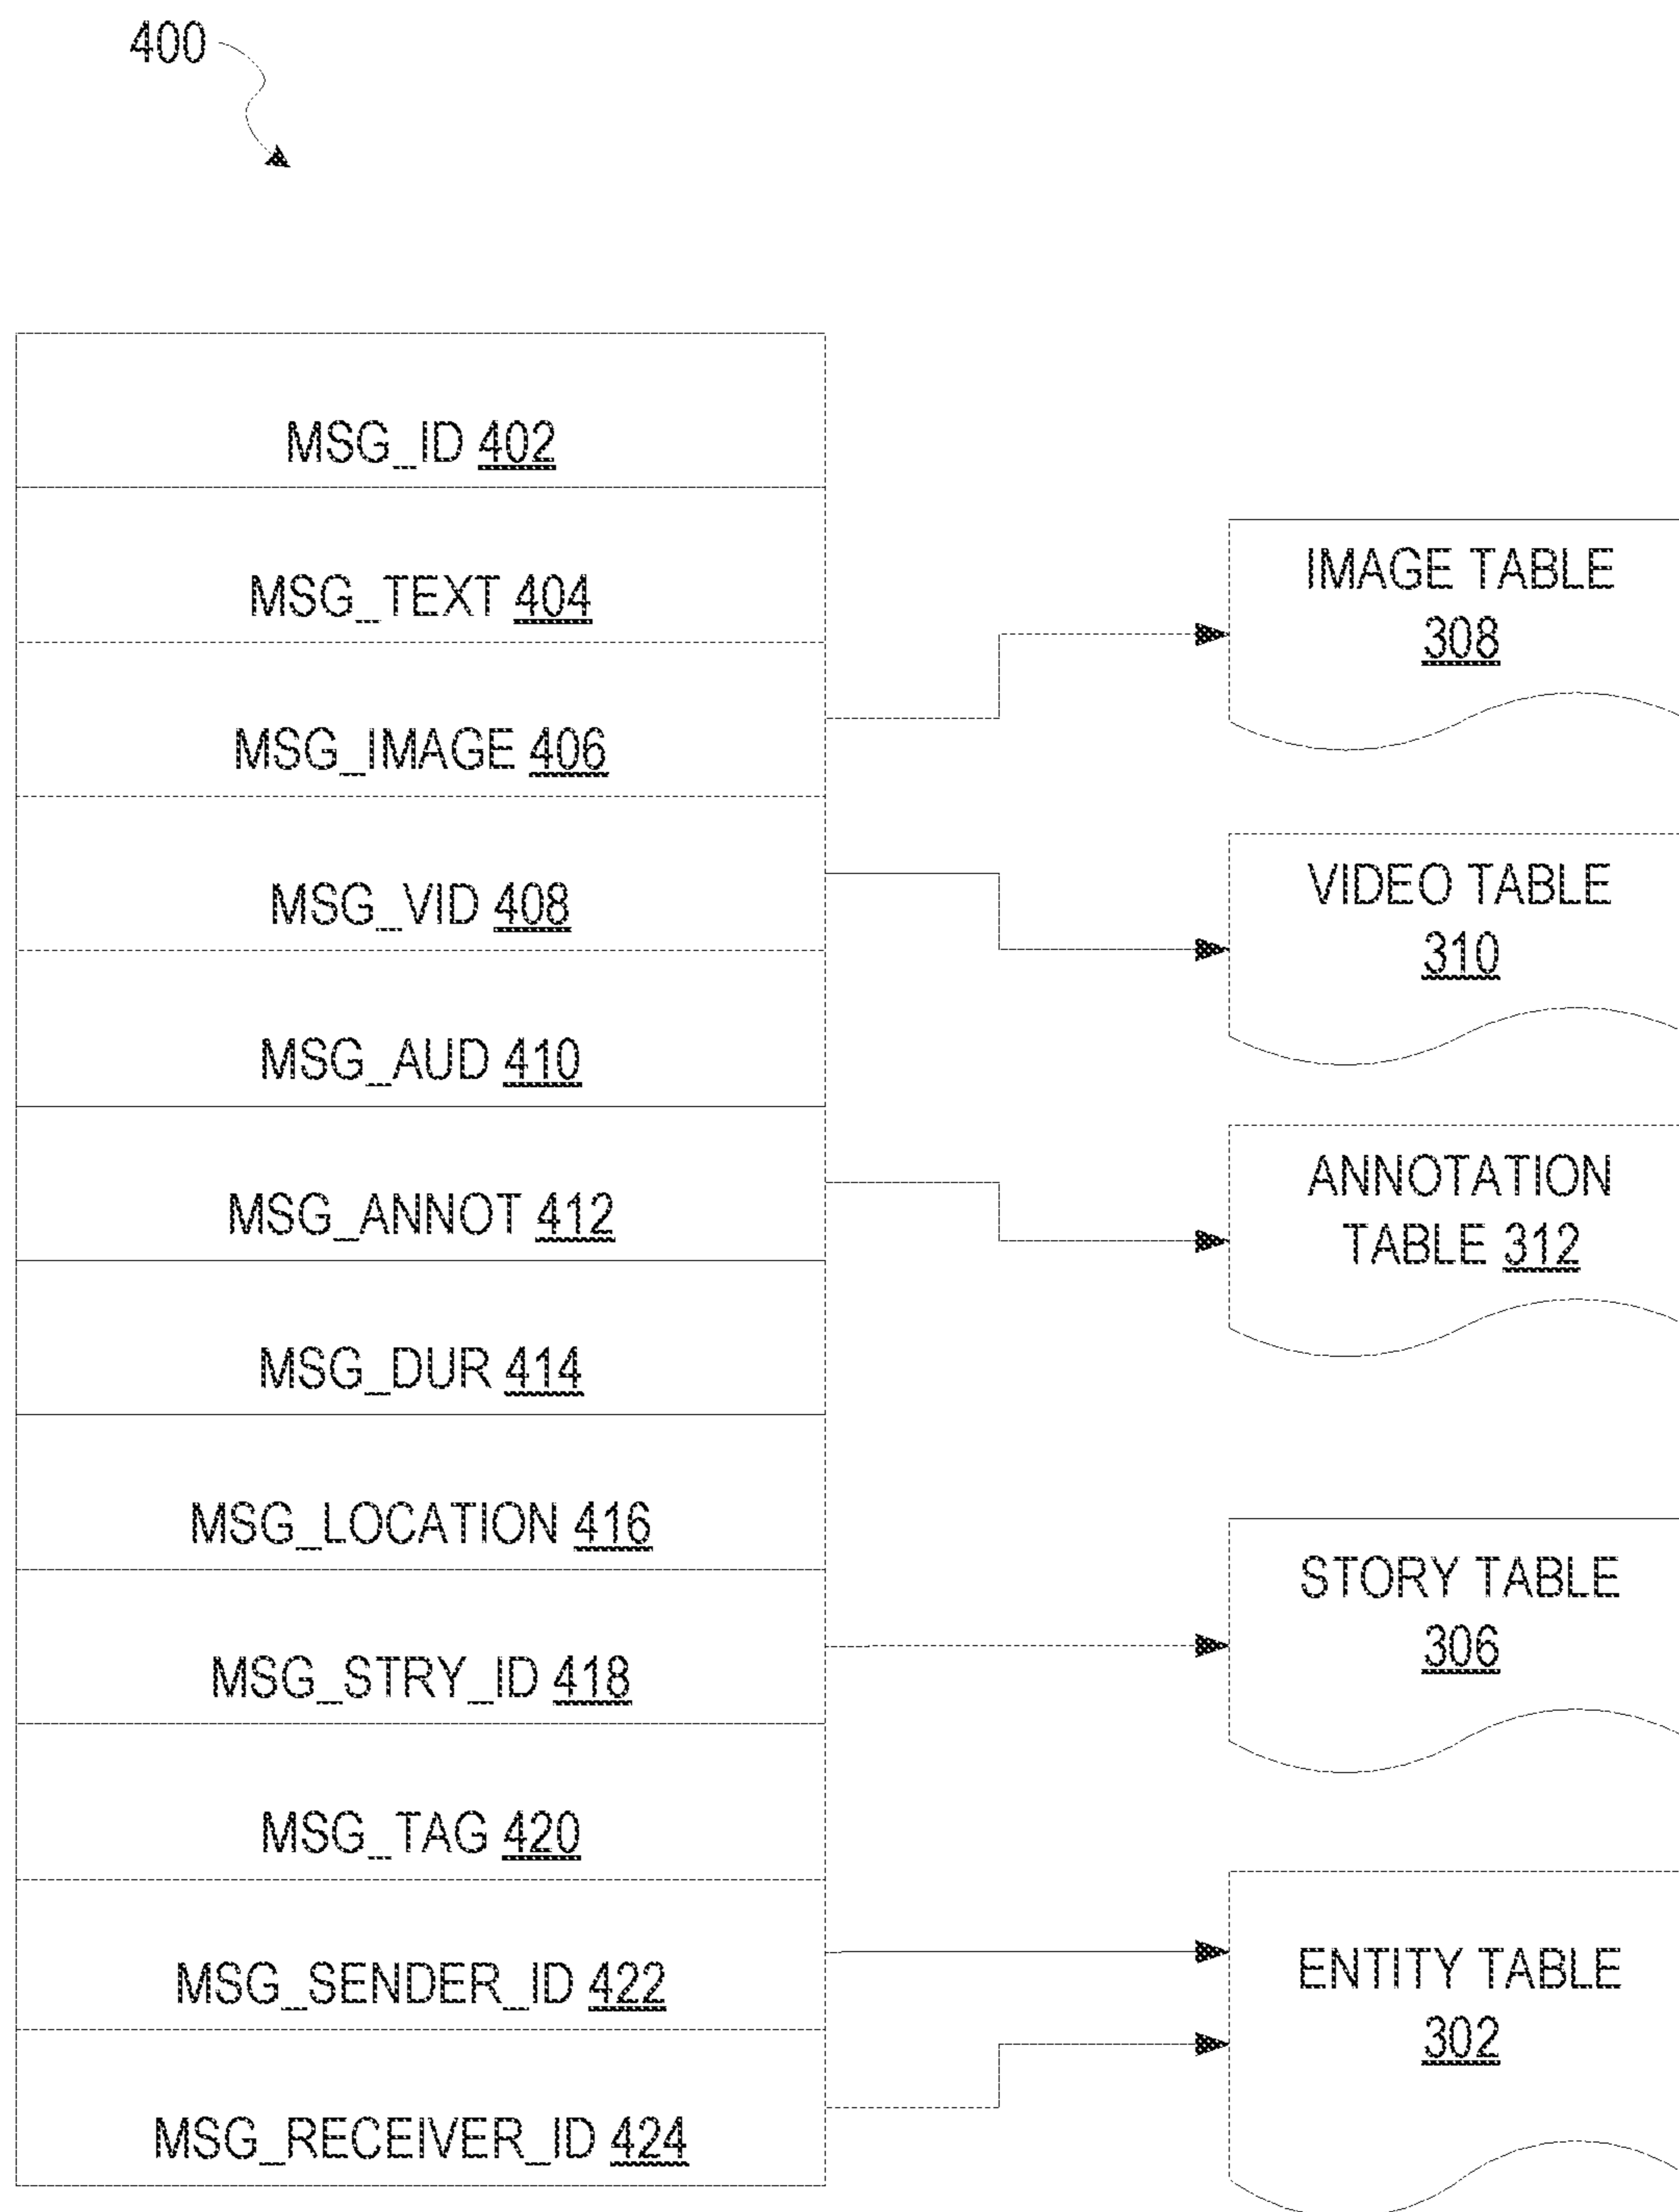 400
MSG_ID 402
MSG_TEXT 404
MSG_IMAGE 406
MSG_VID 408
MSG_AUD 410
MSG_ANNOT 412
MSG_DUR 414
MSG_LOCATION 416
MSG_STRY_ID 418
MSG_TAG 420
MSG_SENDER_ID 422
MSG_RECEIVER_ID 424
IMAGE TABLE
308
VIDEO TABLE
310
ANNOTATION
TABLE 312
STORY TABLE
306
ENTITY TABLE
302